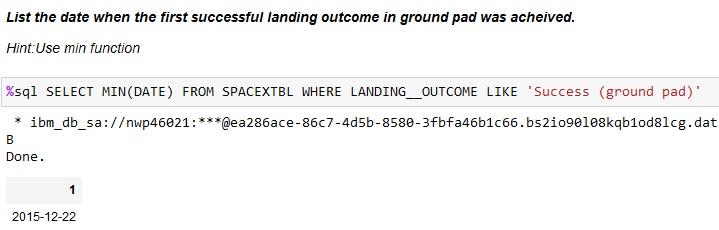 List the date when the first successful landing outcome in ground pad was acheived.
Hint:Use min function
%sql SELECT MIN(DATE) FROM SPACEXTBL WHERE LANDING__OUTCOME LIKE 'Success (ground pad)'
* ibm_db_sa://nwp46021:***@ea286ace-86c7-4d5b-8580-3fbfa46b1c66.bs2io90l08kqb1od8lcg.dat
B
Done.
1
2015-12-22